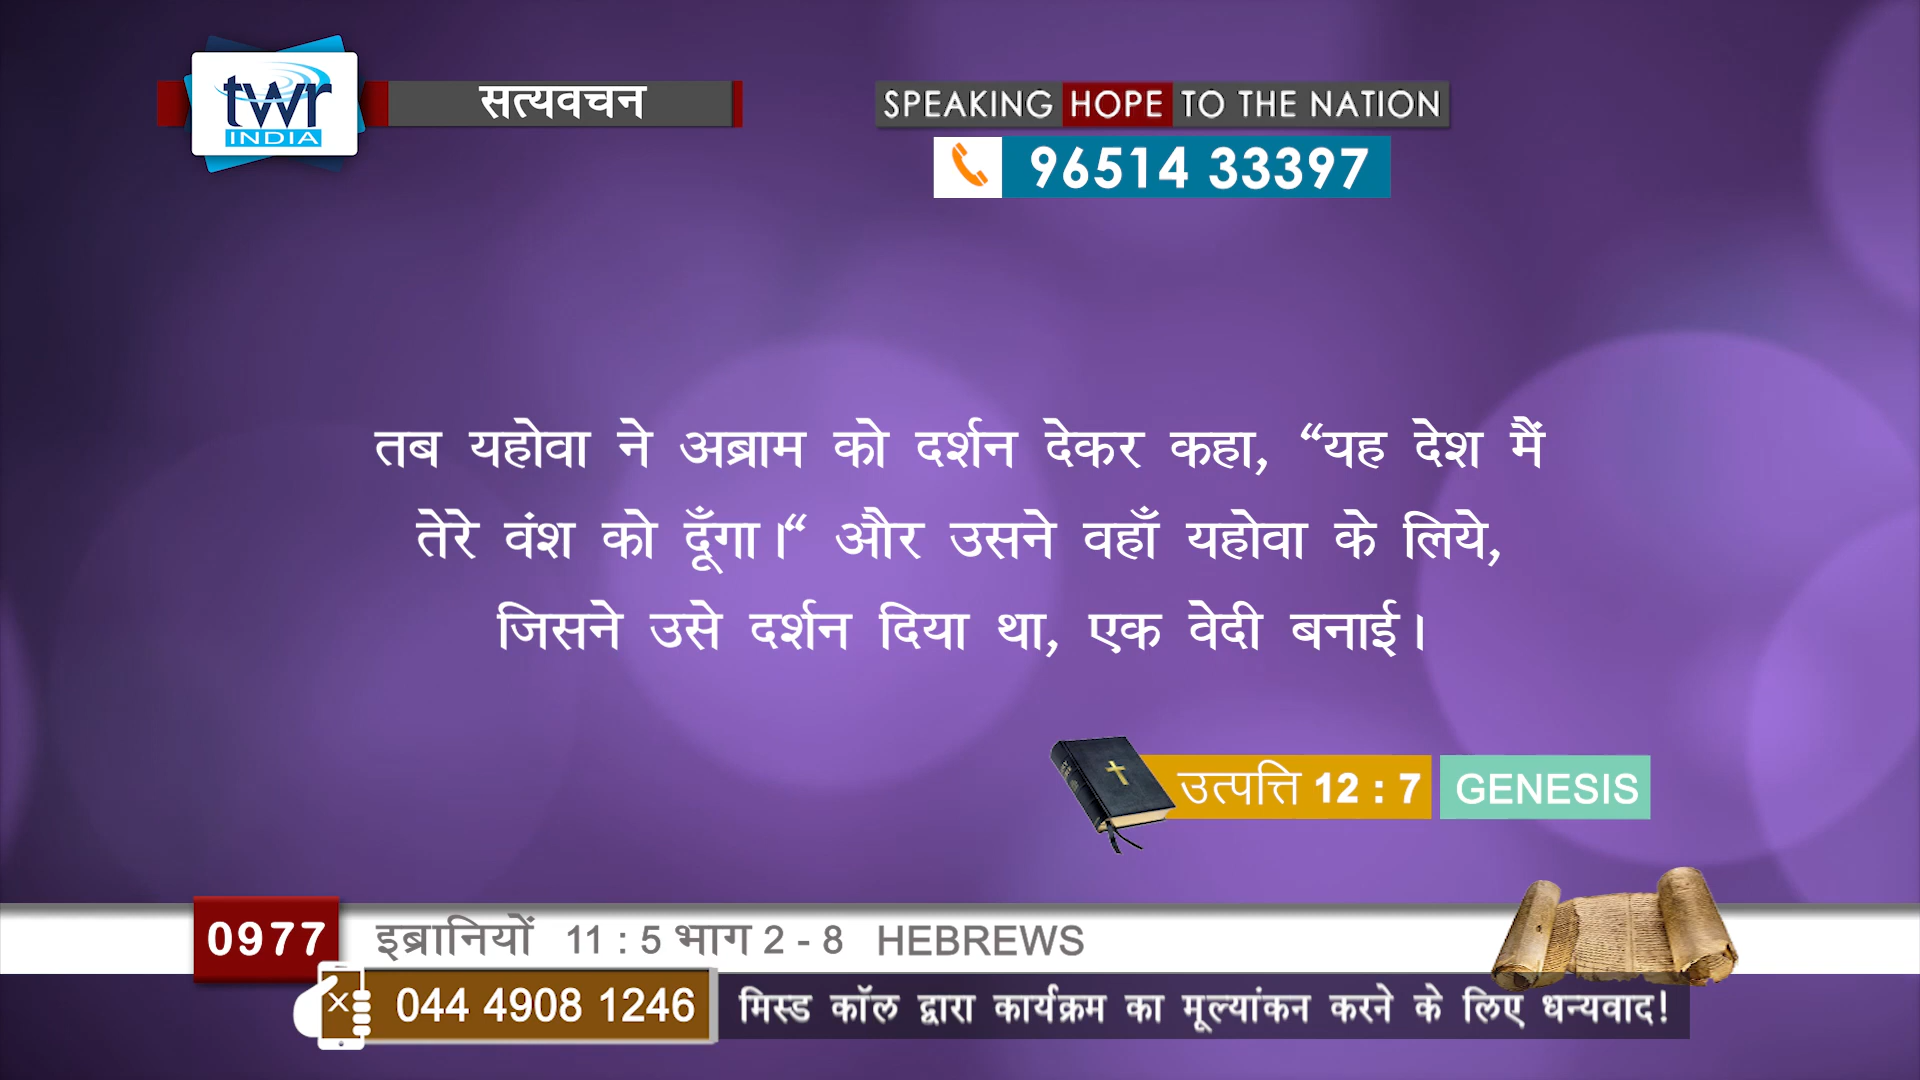 twr
INDIA
सत्यवचन
SPEAKING HOPE TO THE NATION
96514 33397
तब यहोवा ने अब्राम को दर्शन देकर कहा, “यह देश मैं
तेरे वंश को दूँगा।“ और उसने वहाँ यहोवा के लिये,
जिसने उसे दर्शन दिया था, एक वेदी बनाई।
उत्पत्ति 12 : 7 GENESIS
0977 इब्रानियों 11 : 5 भाग 2 - 8 HEBREWS
044 4908 1246 मिस्ड कॉल द्वारा कार्यक्रम का मूल्यांकन करने के लिए धन्यवाद!